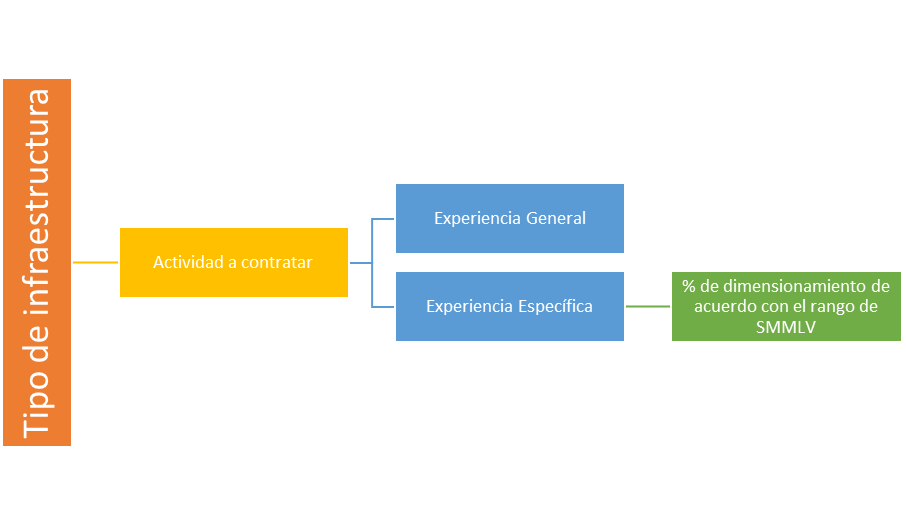 Tipo de infraestructura
Actividad a contratar
Experiencia General
Experiencia Específica
% de dimensionamiento de
acuerdo con el rango de
SMMLV